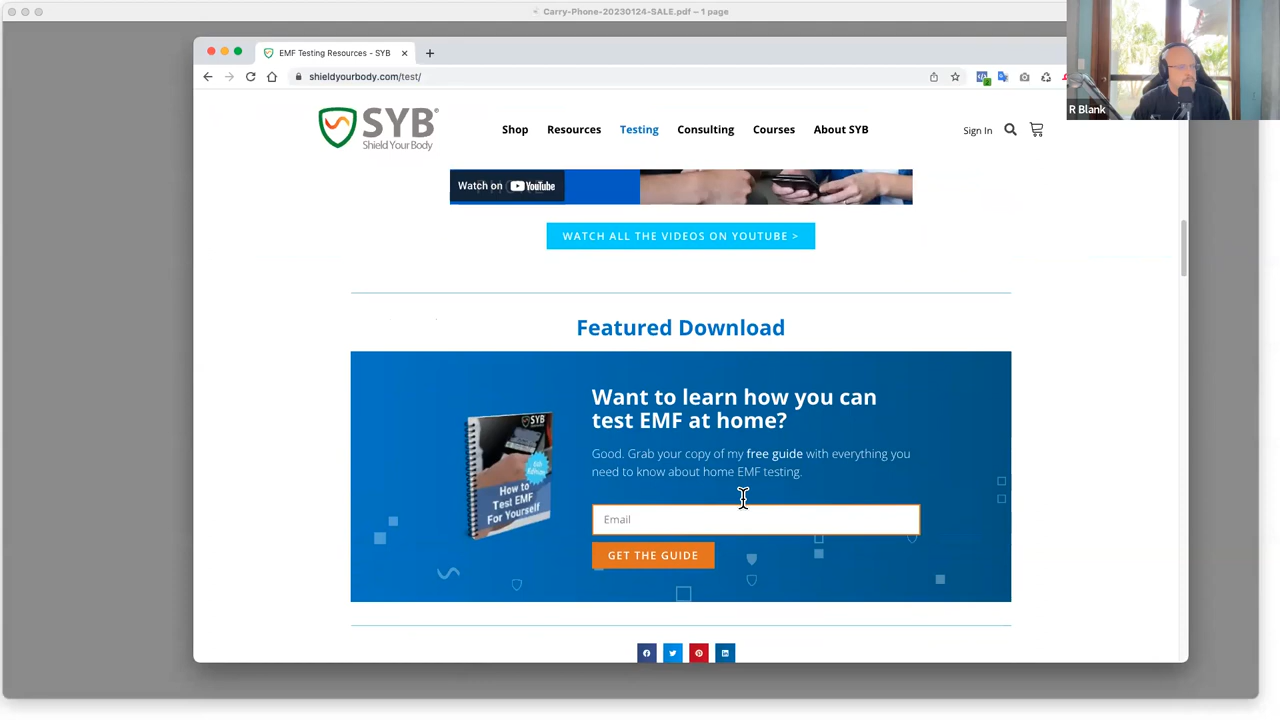 Carry-Phone-20230124-SALE.pdf – 1 page
R Blank
EMF Testing Resources - SYB
shieldyourbody.com/test/
SYB®
Shield Your Body
Shop Resources Testing Consulting Courses About SYB
Sign In
Watch on YouTube
WATCH ALL THE VIDEOS ON YOUTUBE >
Featured Download
SYB
5th Edition
How to
Test EMF
For Yourself
Want to learn how you can
test EMF at home?
Good. Grab your copy of my free guide with everything you
need to know about home EMF testing.
Email
GET THE GUIDE